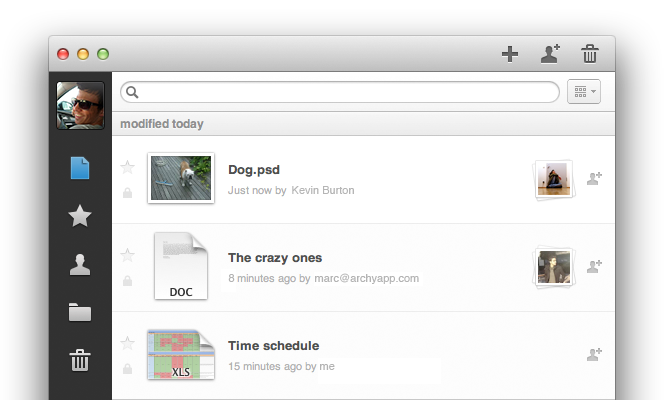 modified today
Dog.psd
Just now by Kevin Burton
The crazy ones
8 minutes ago by marc@archyapp.com
DOC
Time schedule
15 minutes ago by me
XLS